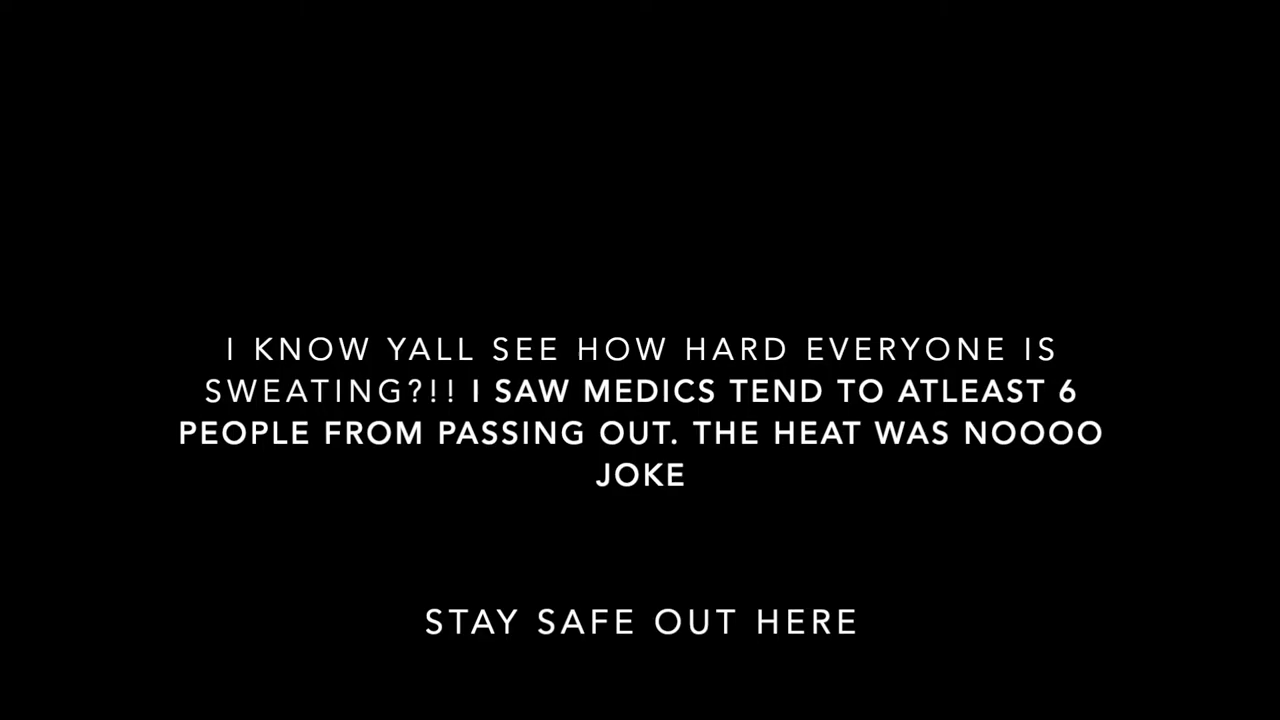 I KNOW YALL SEE HOW HARD EVERYONE IS
SWEATING?!! I SAW MEDICS TEND TO ATLEAST 6
PEOPLE FROM PASSING OUT. THE HEAT WAS NOOOO
JOKE
STAY SAFE OUT HERE